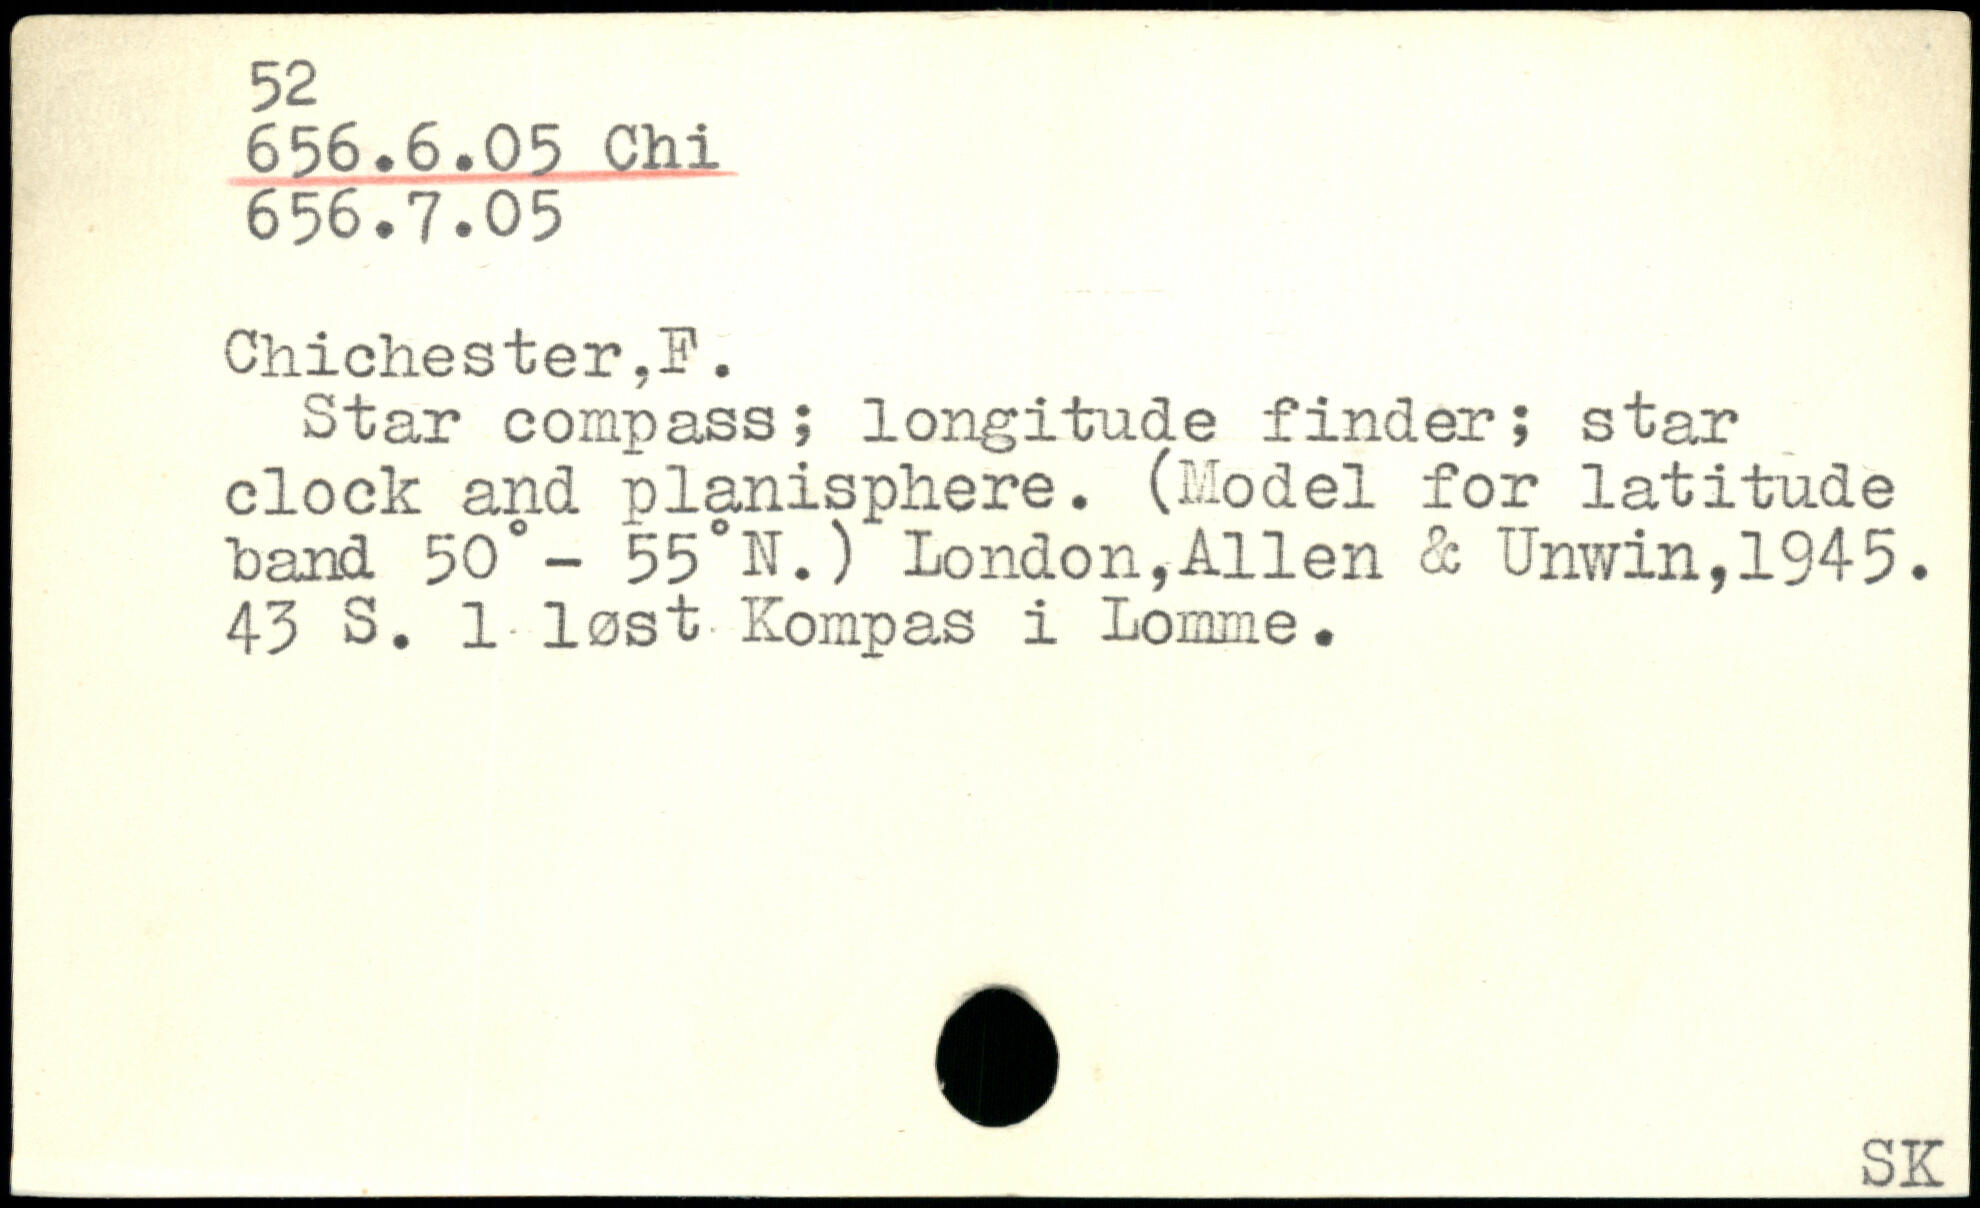 52
656.6.05 Chi
656.7.05
Chichester,F.
Star compass; longitude finder; star
clock and planisphere. (Model for latitude
band 50°- 55°N.) London,Allen & Unwin,1945.
43 S. 1 løst Kompas i Lomme.
SK